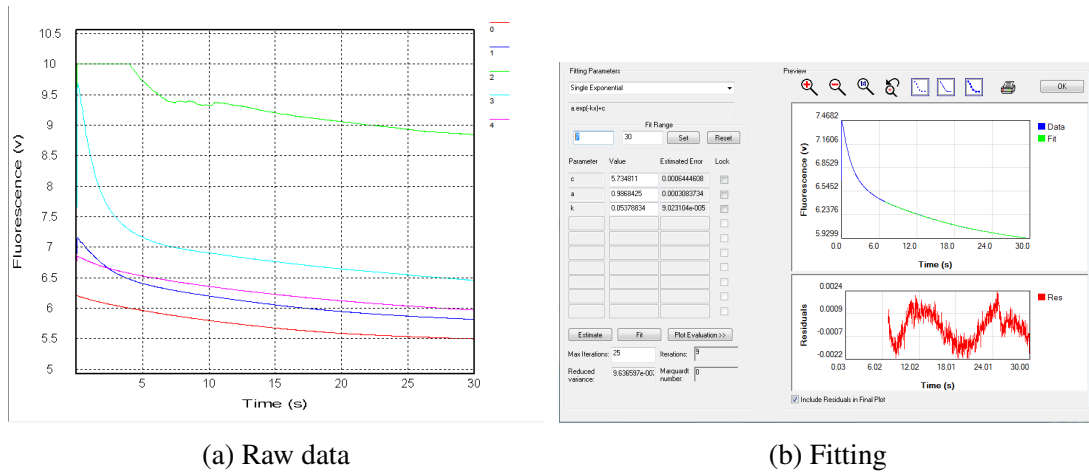 10.5
10
9.5
9
8.5
8
7.5
7
6.5
6
5.5
5
Fluorescence (v)
5 10 15 20 25 30
Time (s)
0
1
2
3
4
(a) Raw data
Fitting Parameters
Single Exponential
a.exp(-kx)+c
Fit Range
7 30 Set Reset
Parameter Value Estimated Error Lock
c 5.734811 0.0006444608
a 0.9868425 0.0003083734
k 0.05378834 9.023104e-005
Estimate Fit Plot Evaluation >>
Max Iterations: 25 Iterations: 9
Reduced variance: 9.636597e-00 Marquardt number: 0
Preview
OK
7.4682
7.1606
6.8529
6.5452
6.2376
5.9299
Fluorescence (v)
0.0 6.0 12.0 18.0 24.0 30.0
Time (s)
Data
Fit
0.0024
0.0009
-0.0007
-0.0022
Residuals
0.03 6.02 12.02 18.01 24.01 30.00
Time (s)
Res
Include Residuals in Final Plot
(b) Fitting